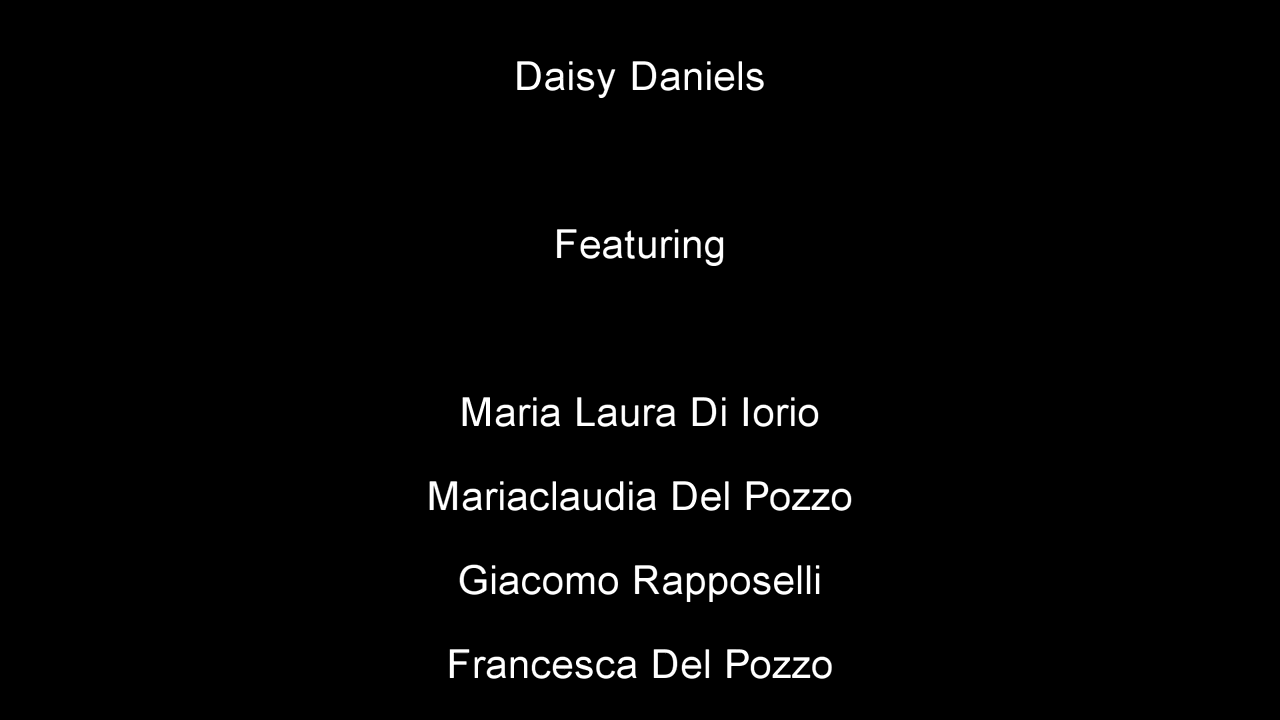 Daisy Daniels
Featuring
Maria Laura Di Iorio
Mariaclaudia Del Pozzo
Giacomo Rapposelli
Francesca Del Pozzo